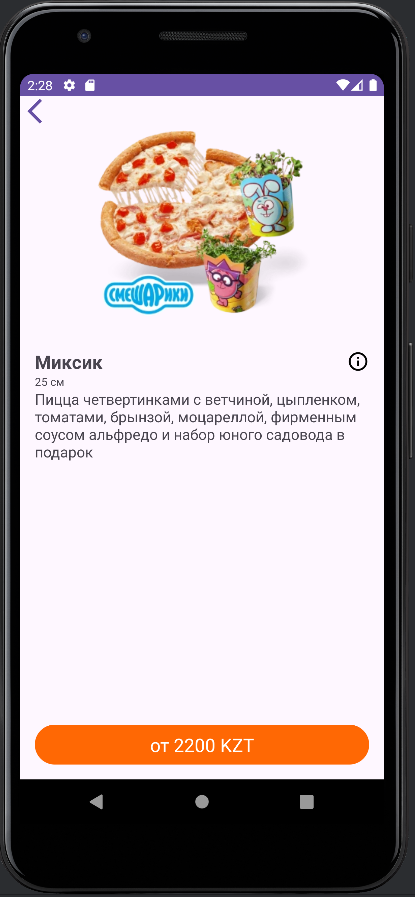 2:28
СМЕШАРИКИ
Миксик
25 см
Пицца четвертинками с ветчиной, цыпленком,
томатами, брынзой, моцареллой, фирменным
соусом альфредо и набор юного садовода в
подарок
от 2200 KZT